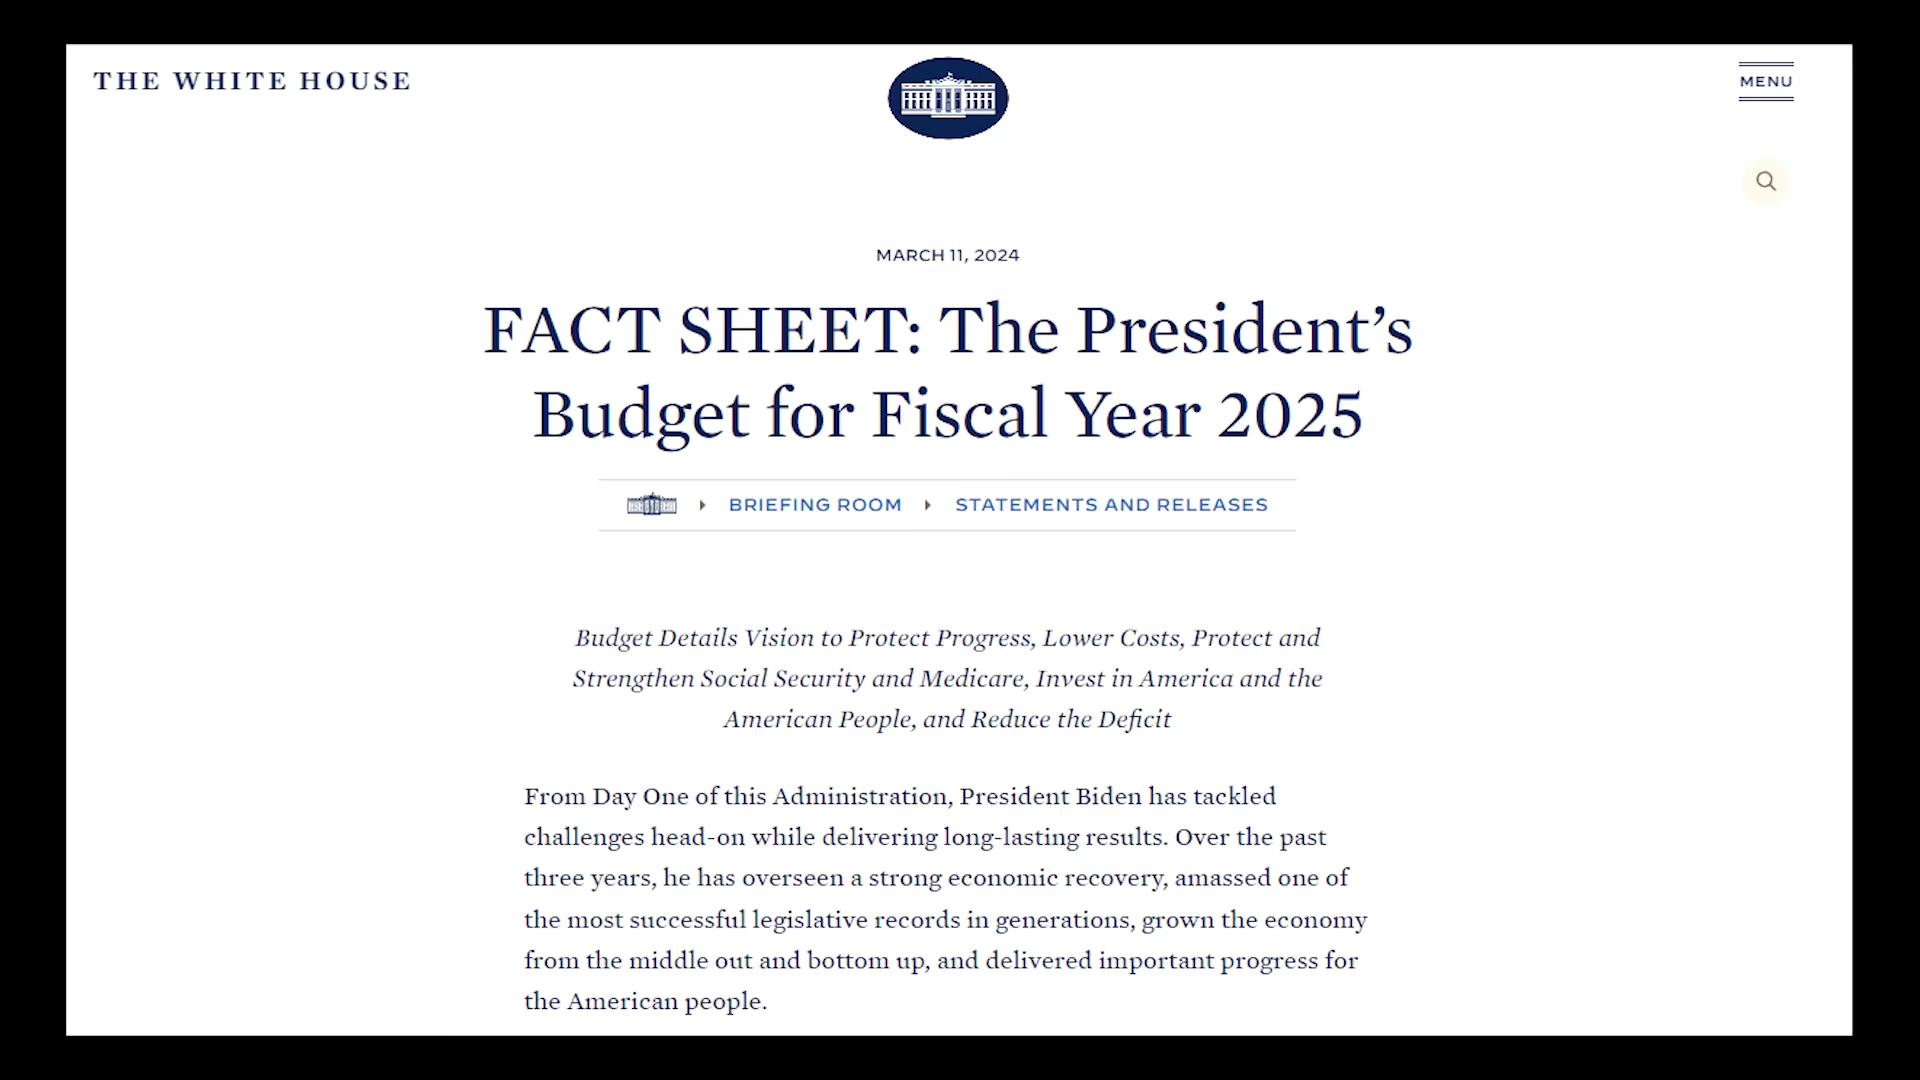 THE WHITE HOUSE
MENU
MARCH 11, 2024
FACT SHEET: The President’s
Budget for Fiscal Year 2025
BRIEFING ROOM
STATEMENTS AND RELEASES
Budget Details Vision to Protect Progress, Lower Costs, Protect and
Strengthen Social Security and Medicare, Invest in America and the
American People, and Reduce the Deficit
From Day One of this Administration, President Biden has tackled
challenges head-on while delivering long-lasting results. Over the past
three years, he has overseen a strong economic recovery, amassed one of
the most successful legislative records in generations, grown the economy
from the middle out and bottom up, and delivered important progress for
the American people.